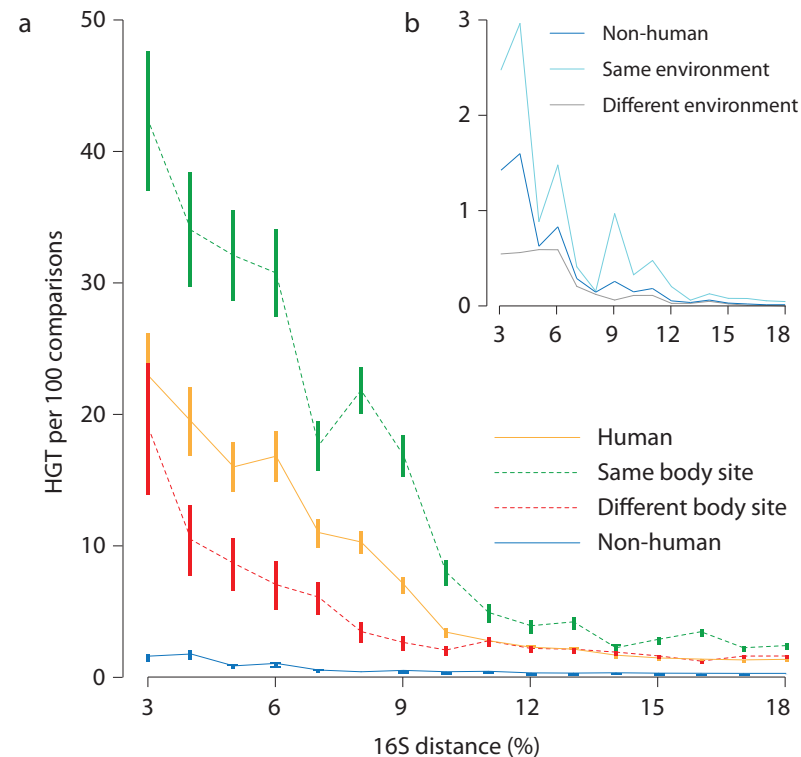 a
50
40
30
20
10
0
HGT per 100 comparisons
3
6
9
12
15
18
16S distance (%)
Human
Same body site
Different body site
Non-human
b
3
2
1
0
3
6
9
12
15
18
Non-human
Same environment
Different environment